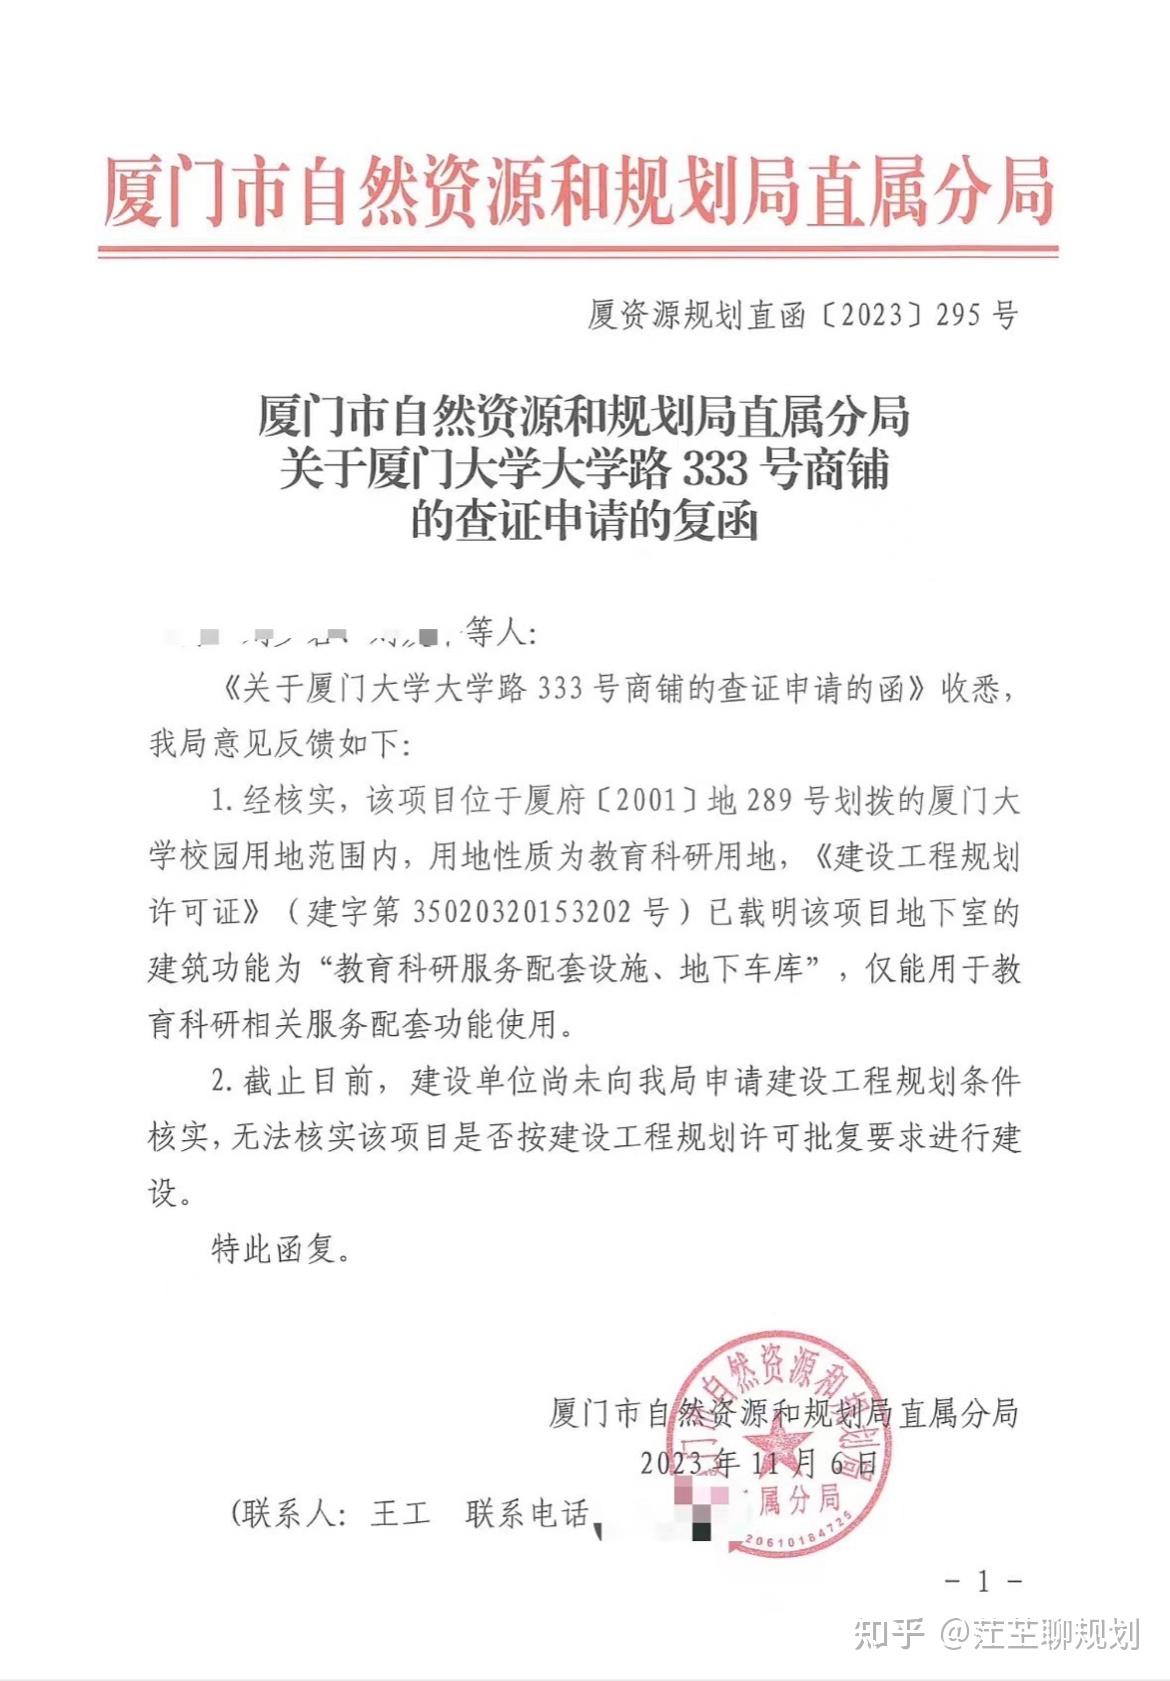 厦门市自然资源和规划局直属分局
厦资源规划直函〔2023〕295 号
厦门市自然资源和规划局直属分局
关于厦门大学大学路 333 号商铺
的查证申请的复函
等人：
《关于厦门大学大学路 333 号商铺的查证申请的函》收悉，
我局意见反馈如下：
1. 经核实，该项目位于厦府〔2001〕地 289 号划拨的厦门大
学校园用地范围内，用地性质为教育科研用地，《建设工程规划
许可证》（建字第 35020320153202 号）已载明该项目地下室的
建筑功能为“教育科研服务配套设施、地下车库”，仅能用于教
育科研相关服务配套功能使用。
2. 截止目前，建设单位尚未向我局申请建设工程规划条件
核实，无法核实该项目是否按建设工程规划许可批复要求进行建
设。
特此函复。
厦门市自然资源和规划局直属分局
2023 年 11 月 6 日
门市自然资源和规划局
属分局
20610184725
（联系人：王工 联系电话
- 1 -
知乎 @茳芏聊规划